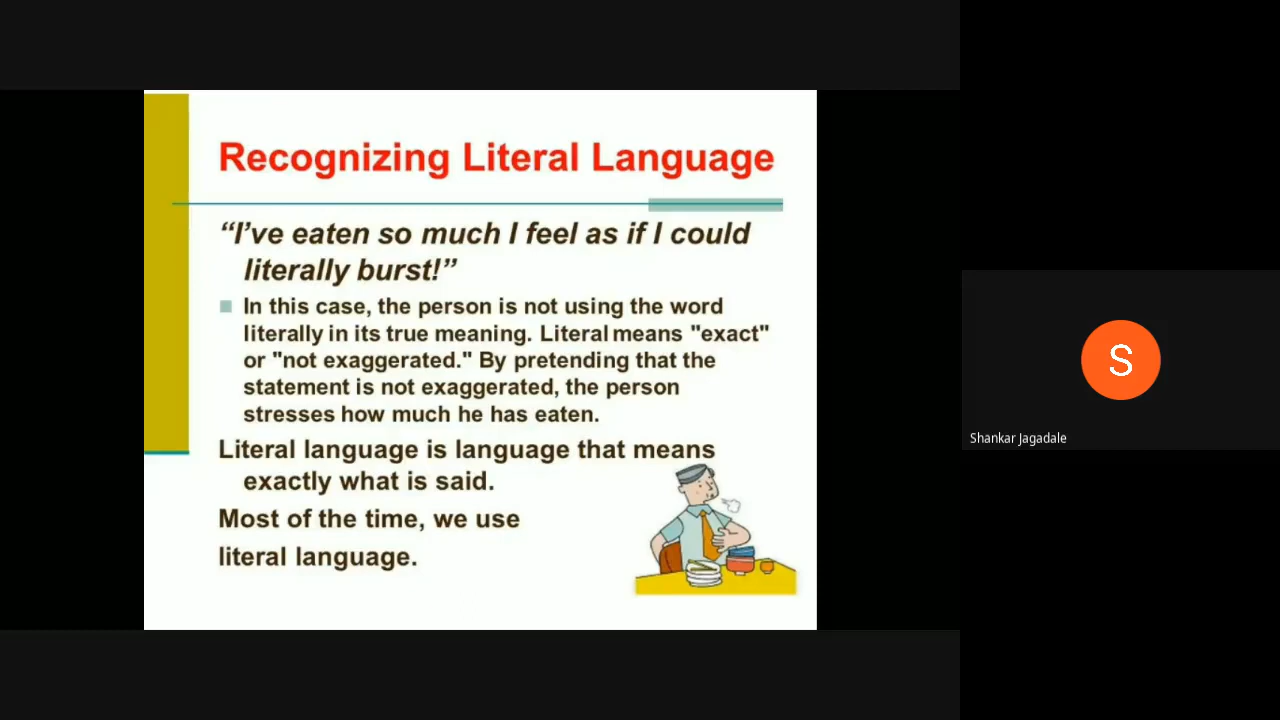 Recognizing Literal Language
“I’ve eaten so much I feel as if I could
literally burst!”
In this case, the person is not using the word
literally in its true meaning. Literal means "exact"
or "not exaggerated." By pretending that the
statement is not exaggerated, the person
stresses how much he has eaten.
Literal language is language that means
exactly what is said.
Most of the time, we use
literal language.
S
Shankar Jagadale